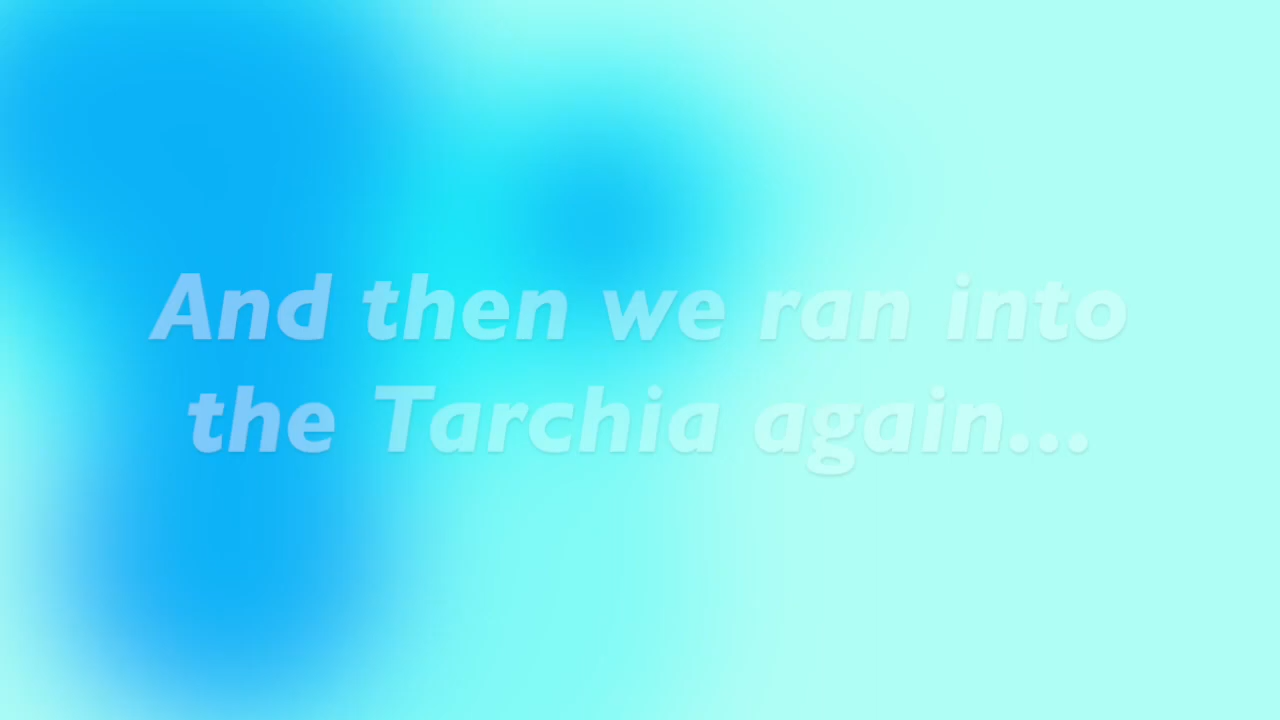 And then we ran into
the Tarchia again...